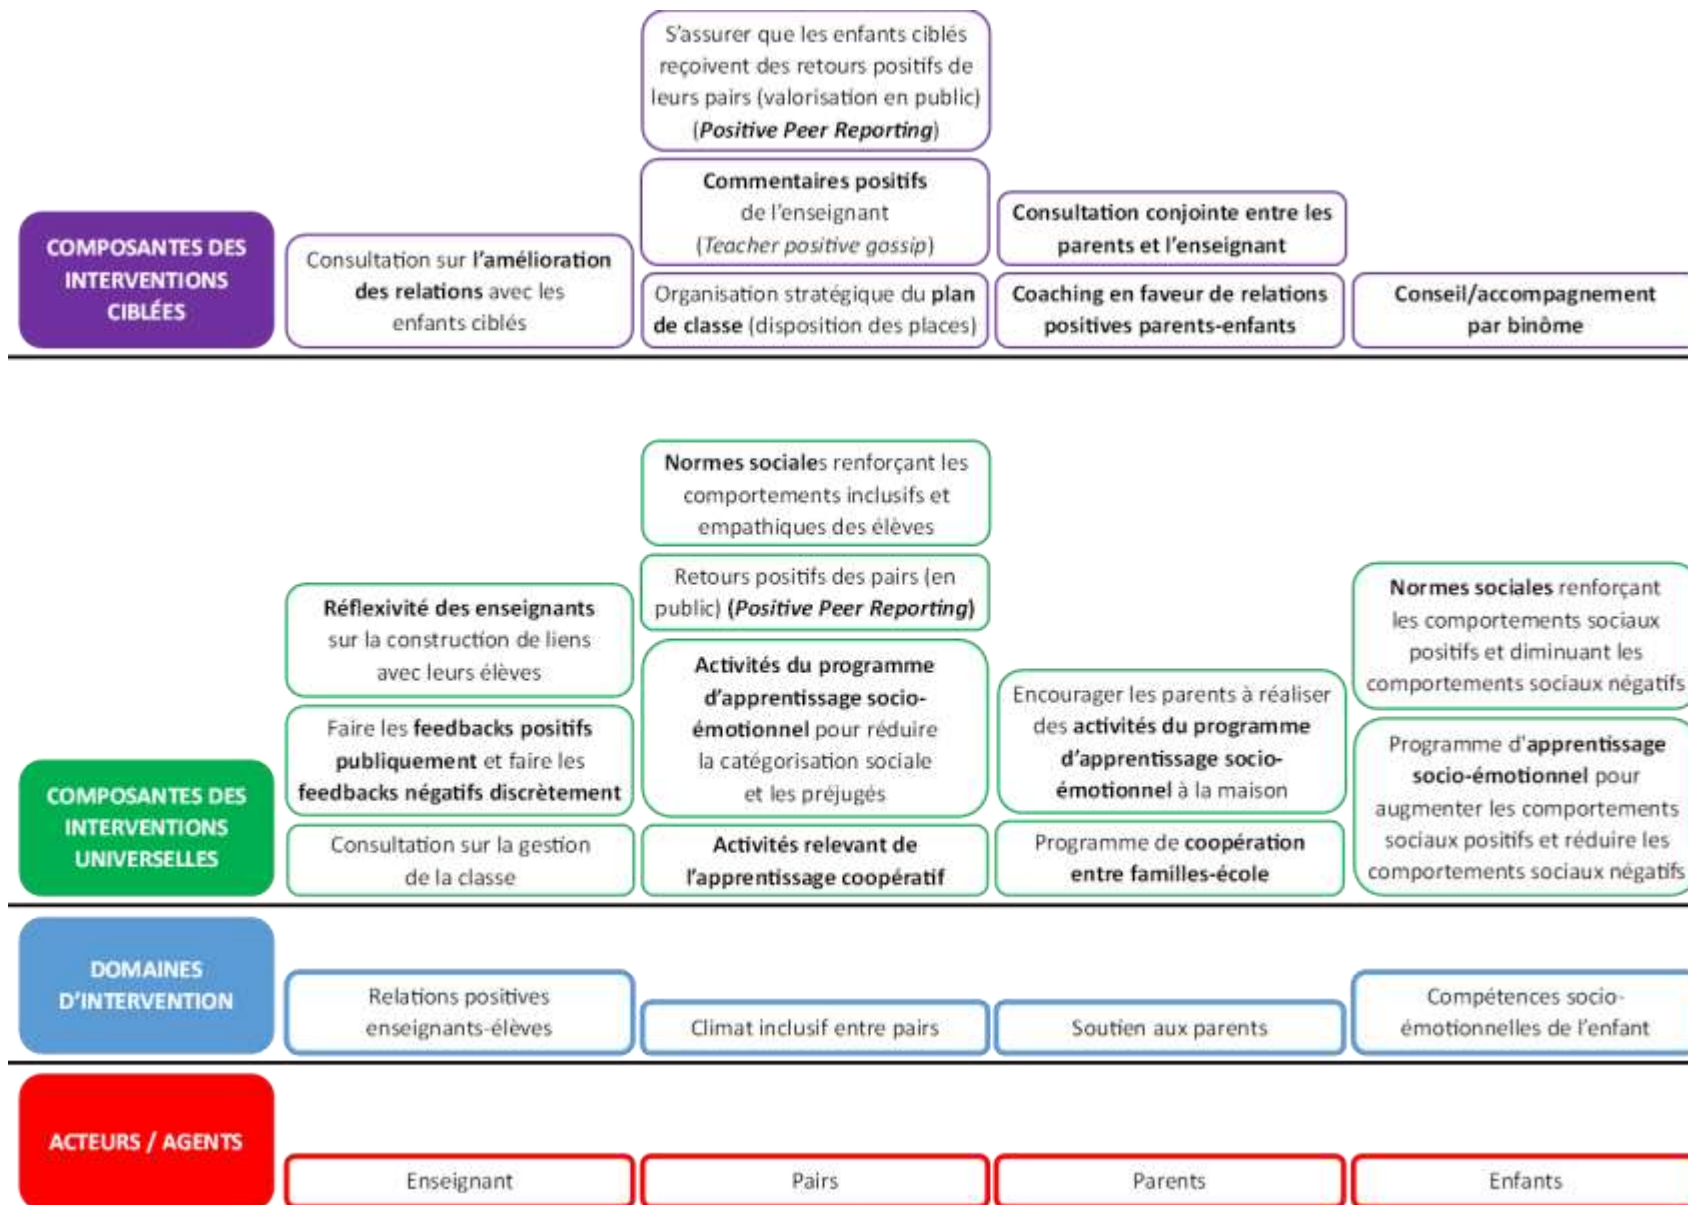 S'assurer que les enfants ciblés
reçoivent des retours positifs de
leurs pairs (valorisation en public)
(Positive Peer Reporting)
COMPOSANTES DES
INTERVENTIONS
CIBLÉES
Consultation sur l'amélioration
des relations avec les
enfants ciblés
Commentaires positifs
de l'enseignant
(Teacher positive gossip)
Organisation stratégique du plan
de classe (disposition des places)
Consultation conjointe entre les
parents et l'enseignant
Coaching en faveur de relations
positives parents-enfants
Conseil/accompagnement
par binôme
COMPOSANTES DES
INTERVENTIONS
UNIVERSELLES
Réflexivité des enseignants
sur la construction de liens
avec leurs élèves
Faire les feedbacks positifs
publiquement et faire les
feedbacks négatifs discrètement
Consultation sur la gestion
de la classe
Normes sociales renforçant les
comportements inclusifs et
empathiques des élèves
Retours positifs des pairs (en
public) (Positive Peer Reporting)
Activités du programme
d'apprentissage socio-
émotionnel pour réduire
la catégorisation sociale
et les préjugés
Activités relevant de
l'apprentissage coopératif
Encourager les parents à réaliser
des activités du programme
d'apprentissage socio-
émotionnel à la maison
Programme de coopération
entre familles-école
Normes sociales renforçant
les comportements sociaux
positifs et diminuant les
comportements sociaux négatifs
Programme d'apprentissage
socio-émotionnel pour
augmenter les comportements
sociaux positifs et réduire les
comportements sociaux négatifs
DOMAINES
D'INTERVENTION
Relations positives
enseignants-élèves
Climat inclusif entre pairs
Soutien aux parents
Compétences socio-
émotionnelles de l'enfant
ACTEURS / AGENTS
Enseignant
Pairs
Parents
Enfants